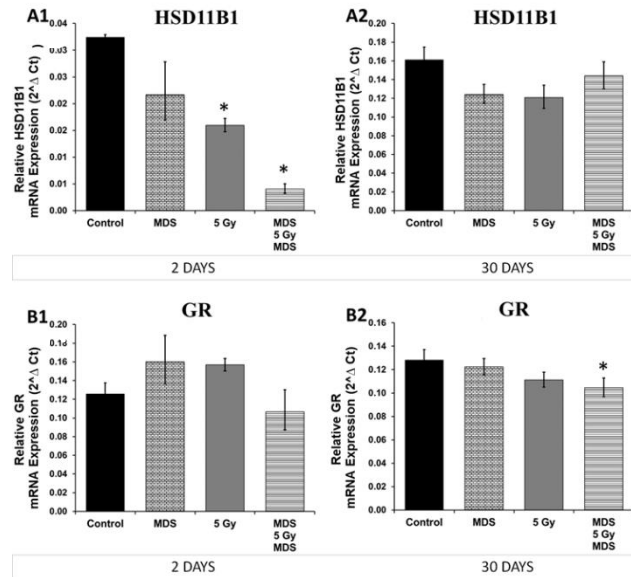 A1
HSD11B1
Relative HSD11B1
mRNA Expression (2^Δ Ct)
)
0.04
0.03
0.03
0.02
0.02
0.01
0.01
0.00
*
*
Control
MDS
5 Gy
MDS
5 Gy
MDS
2 DAYS
A2
HSD11B1
Relative HSD11B1
mRNA Expression (2^Δ Ct)
0.20
0.18
0.16
0.14
0.12
0.10
0.08
0.06
0.04
0.02
0.00
Control
MDS
5 Gy
MDS
5 Gy
MDS
30 DAYS
B1
GR
Relative GR
mRNA Expression (2^Δ Ct)
0.20
0.18
0.16
0.14
0.12
0.10
0.08
0.06
0.04
0.02
0.00
Control
MDS
5 Gy
MDS
5 Gy
MDS
2 DAYS
B2
GR
Relative GR
mRNA Expression (2^Δ Ct)
0.16
0.14
0.12
0.10
0.08
0.06
0.04
0.02
0.00
*
Control
MDS
5 Gy
MDS
5 Gy
MDS
30 DAYS